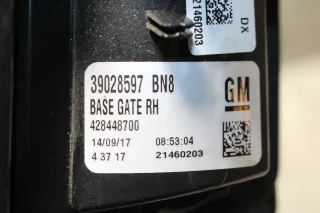 21460203
DX
39028597 BN8
BASE GATE RH
GM
428448700
14/09/17 08:53:04
4 37 17 21460203